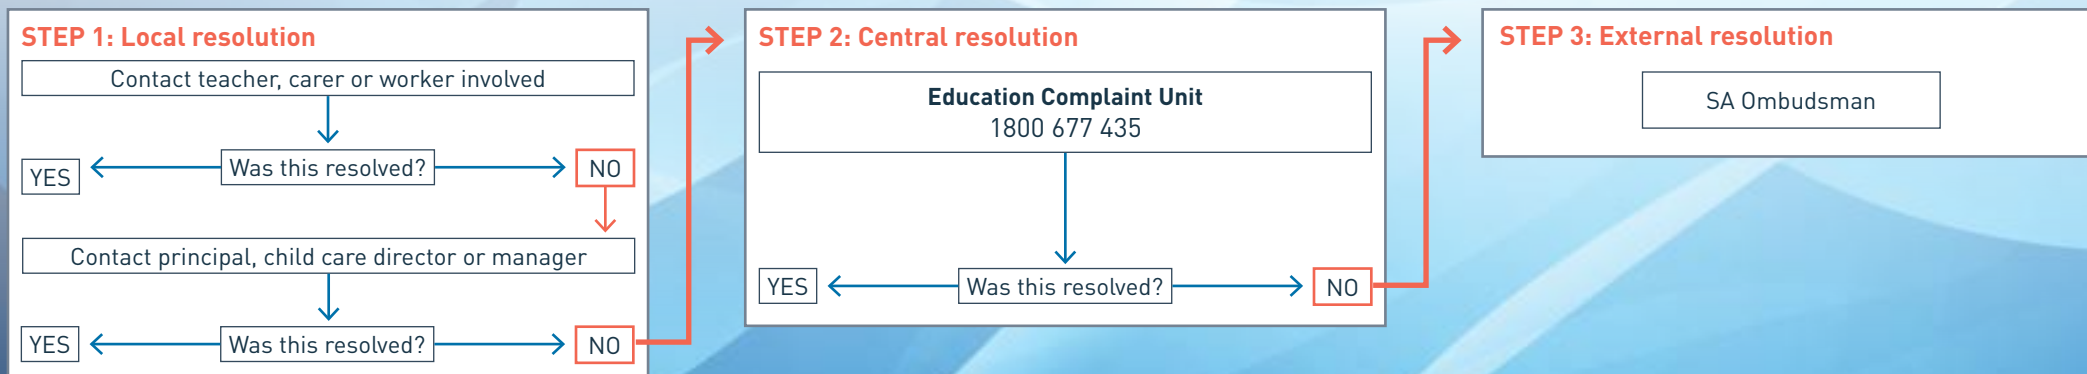 STEP 1: Local resolution
Contact teacher, carer or worker involved
Was this resolved?
YES
NO
Contact principal, child care director or manager
Was this resolved?
YES
NO
STEP 2: Central resolution
Education Complaint Unit
1800 677 435
Was this resolved?
YES
NO
STEP 3: External resolution
SA Ombudsman